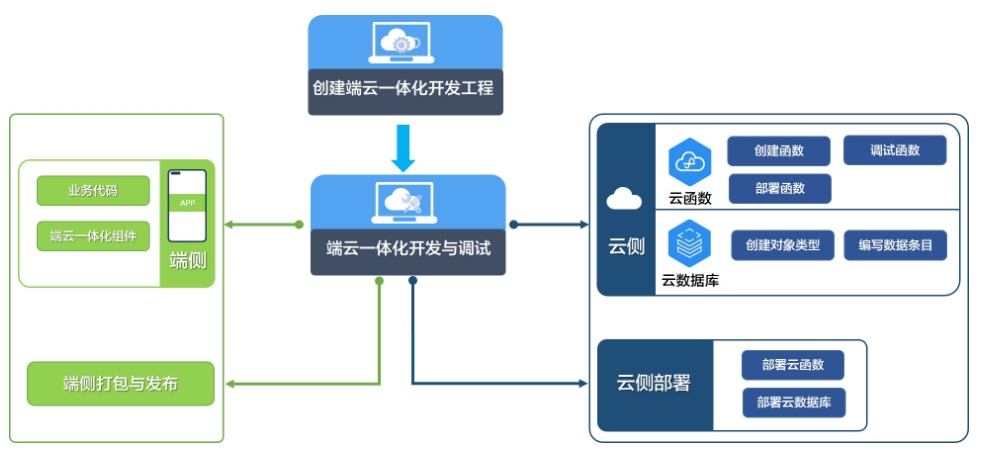 创建端云一体化开发工程
业务代码
APP
端云一体化组件
端侧
端侧打包与发布
端云一体化开发与调试
云侧
云函数
创建函数
调试函数
部署函数
云数据库
创建对象类型
编写数据条目
云侧部署
部署云函数
部署云数据库